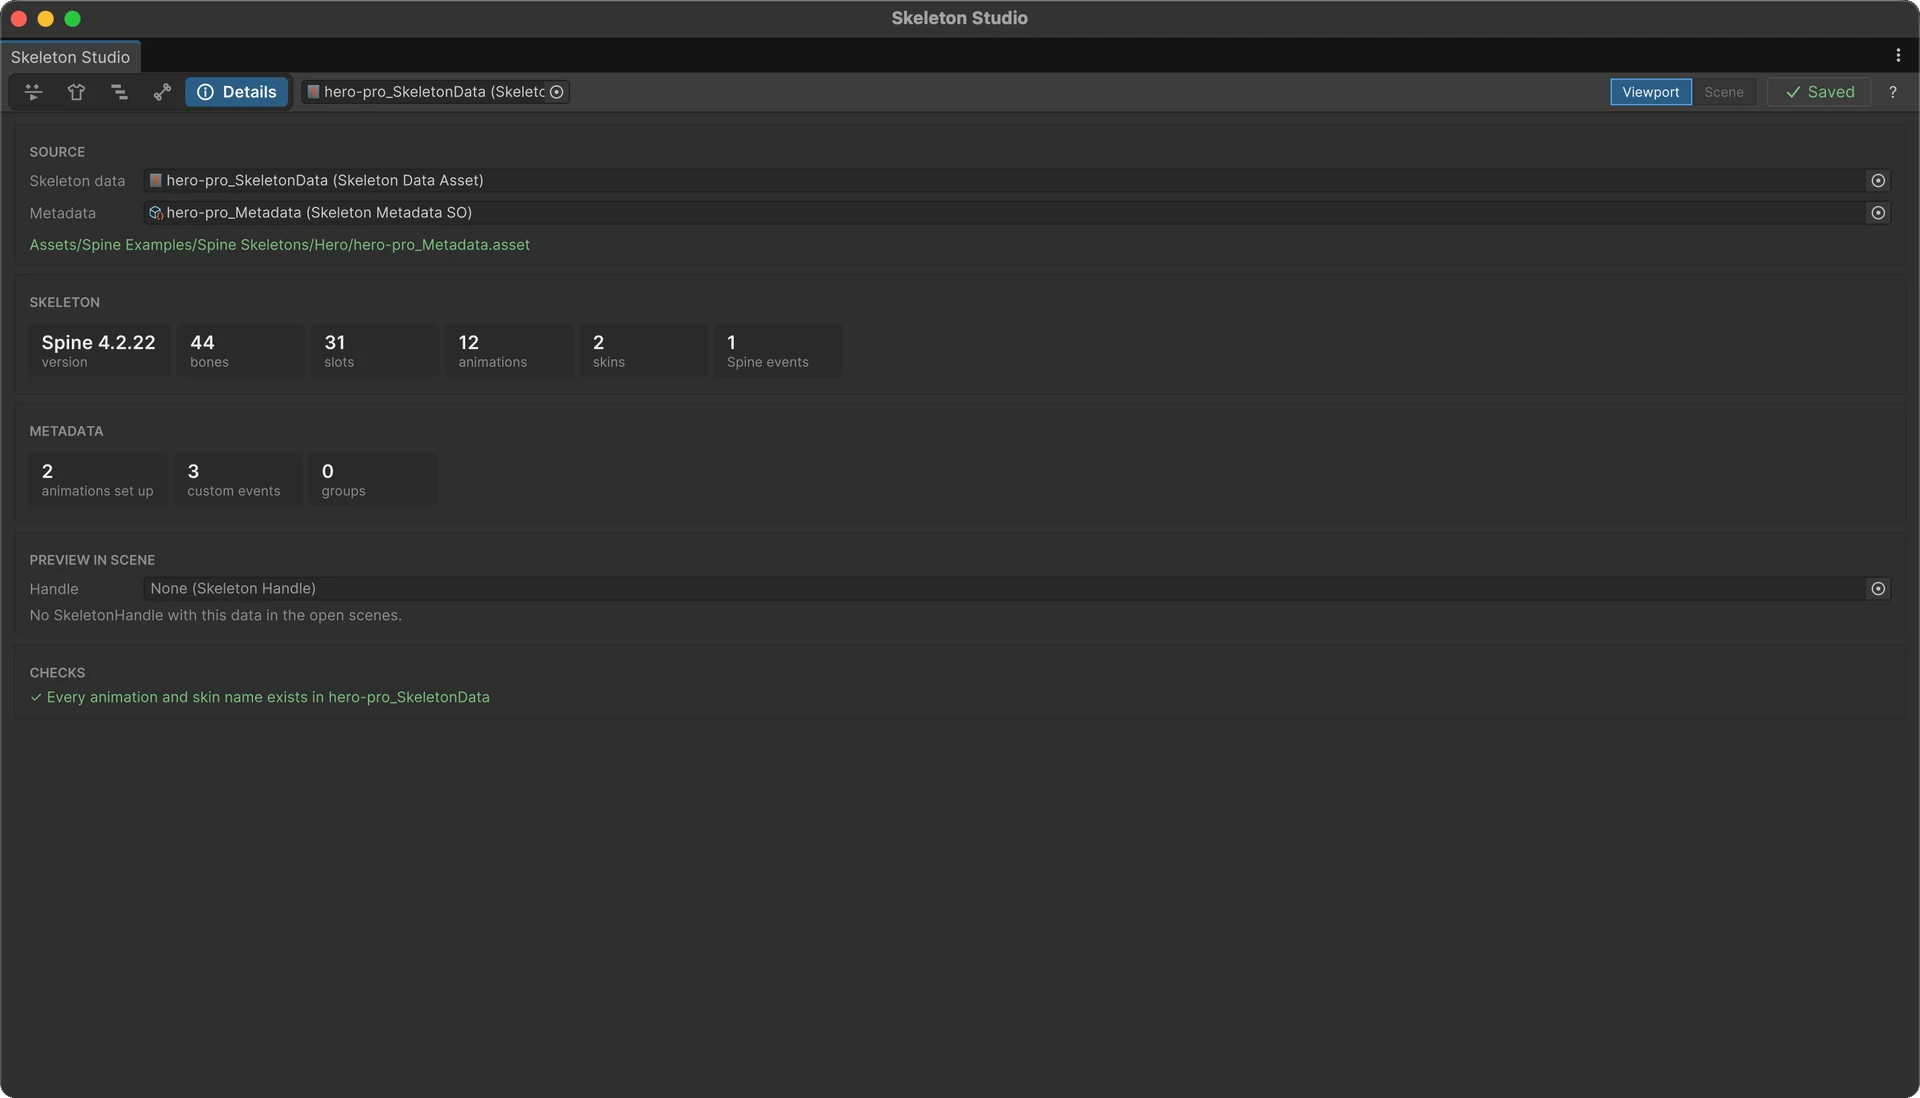 Skeleton Studio
Skeleton Studio
Details
hero-pro_SkeletonData (Skeletc
Viewport
Scene
Saved
?
SOURCE
Skeleton data
hero-pro_SkeletonData (Skeleton Data Asset)
Metadata
hero-pro_Metadata (Skeleton Metadata SO)
Assets/Spine Examples/Spine Skeletons/Hero/hero-pro_Metadata.asset
SKELETON
Spine 4.2.22
version
44
bones
31
slots
12
animations
2
skins
1
Spine events
METADATA
2
animations set up
3
custom events
0
groups
PREVIEW IN SCENE
Handle
None (Skeleton Handle)
No SkeletonHandle with this data in the open scenes.
CHECKS
✓ Every animation and skin name exists in hero-pro_SkeletonData